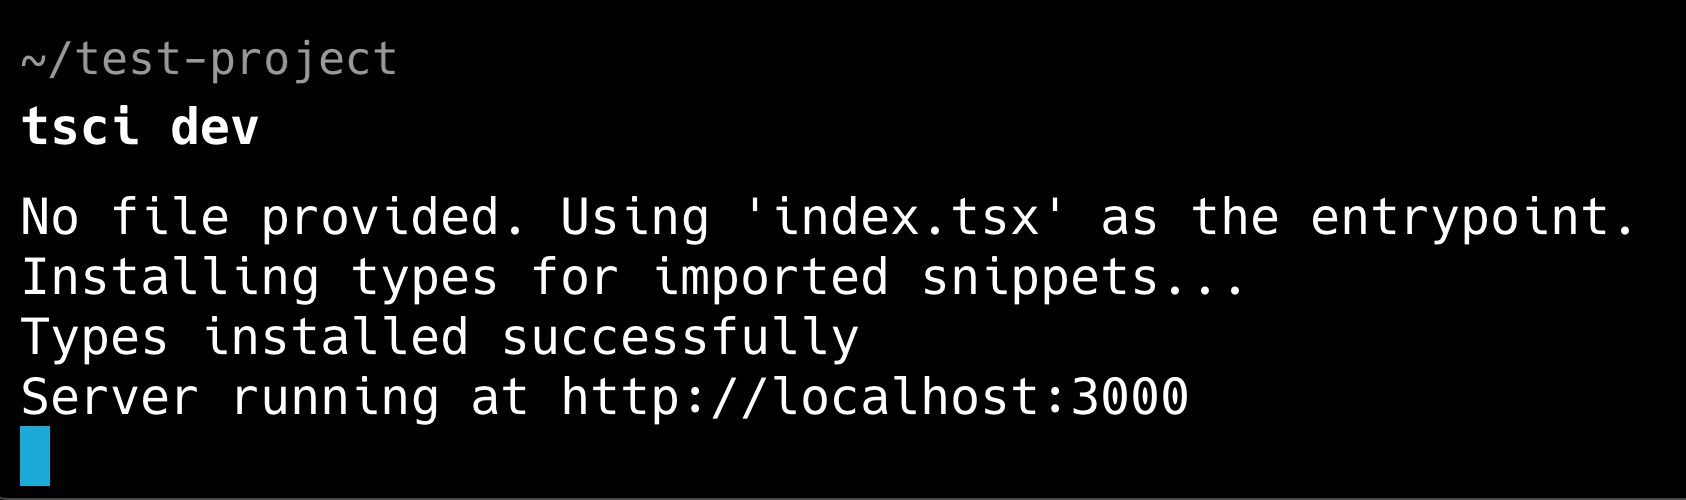 ~/test-project
tsci dev
No file provided. Using 'index.tsx' as the entrypoint.
Installing types for imported snippets...
Types installed successfully
Server running at http://localhost:3000